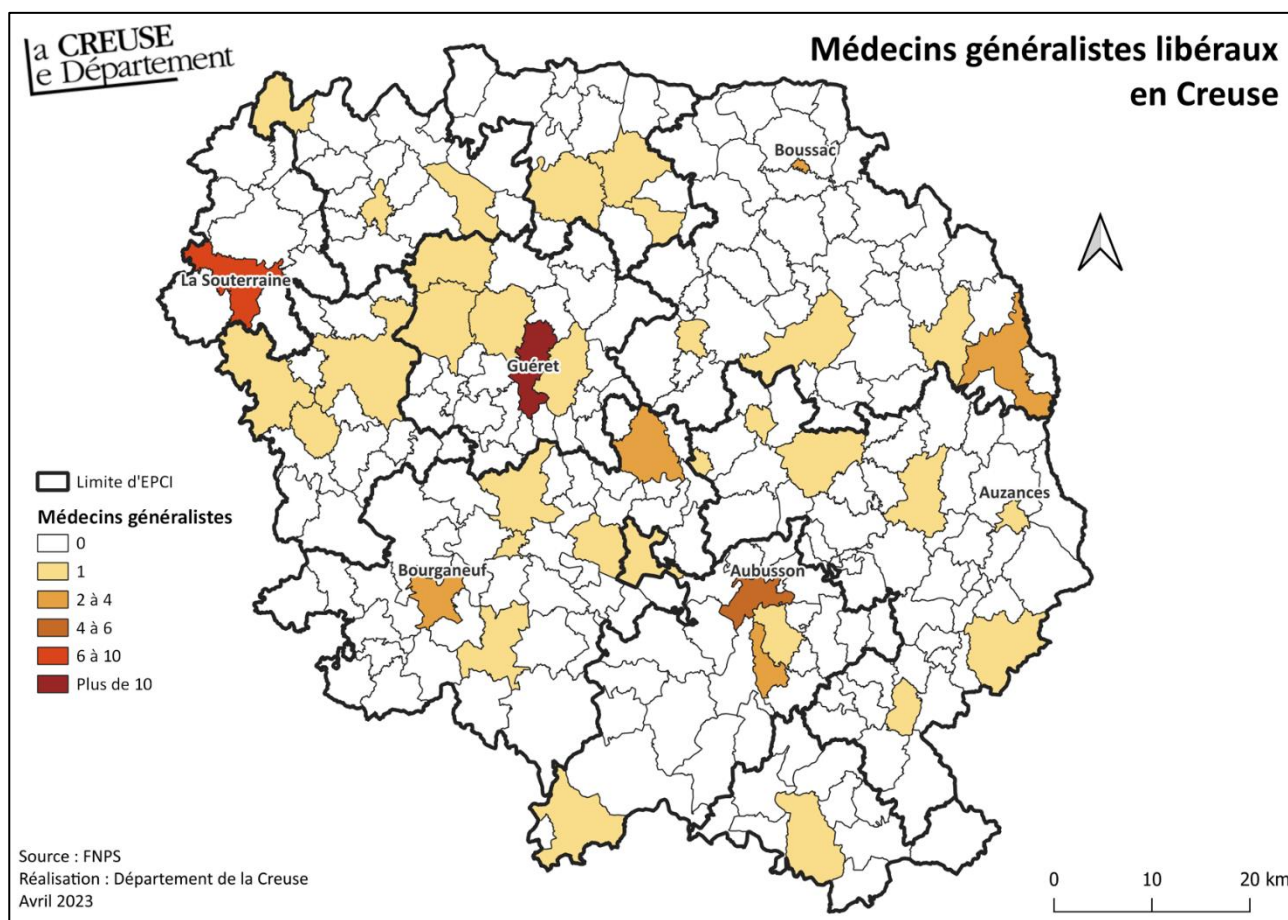 la CREUSE
le Département
Médecins généralistes libéraux
en Creuse
Boussac
La Souterraine
Guéret
Auzances
Bourganeuf
Aubusson
Limite d'EPCI
Médecins généralistes
0
1
2 à 4
4 à 6
6 à 10
Plus de 10
Source : FNPS
Réalisation : Département de la Creuse
Avril 2023
0 10 20 km